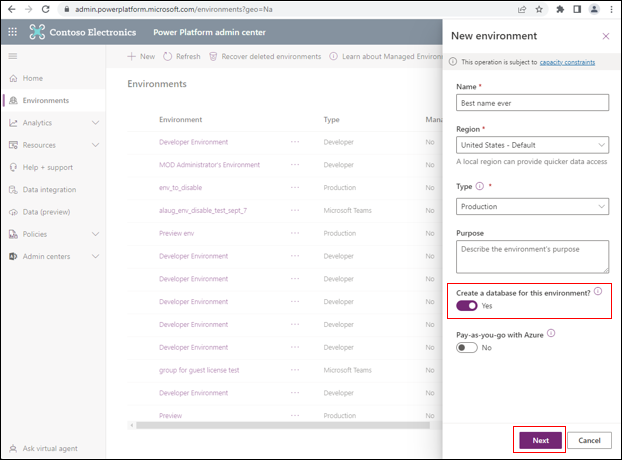 admin.powerplatform.microsoft.com/environments?geo=Na
Contoso Electronics
Power Platform admin center
New
Refresh
Recover deleted environments
Learn about Managed Environ
Home
Environments
Analytics
Resources
Help + support
Data integration
Data (preview)
Policies
Admin centers
Ask virtual agent
Environments
Environment Type Mana
Developer Environment ··· Developer No
MOD Administrator's Environment ··· Developer No
env_to_disable ··· Production No
alaug_env_disable_test_sept_7 ··· Microsoft Teams No
Preview env ··· Production No
Developer Environment ··· Developer No
Developer Environment ··· Developer No
Developer Environment ··· Developer No
Developer Environment ··· Developer No
Developer Environment ··· Developer No
group for guest license test ··· Microsoft Teams No
Developer Environment ··· Developer No
Preview ··· Production No
New environment
This operation is subject to capacity constraints
Name *
Best name ever
Region *
United States - Default
A local region can provide quicker data access
Type *
Production
Purpose
Describe the environment's purpose
Create a database for this environment?
Yes
Pay-as-you-go with Azure
No
Next
Cancel